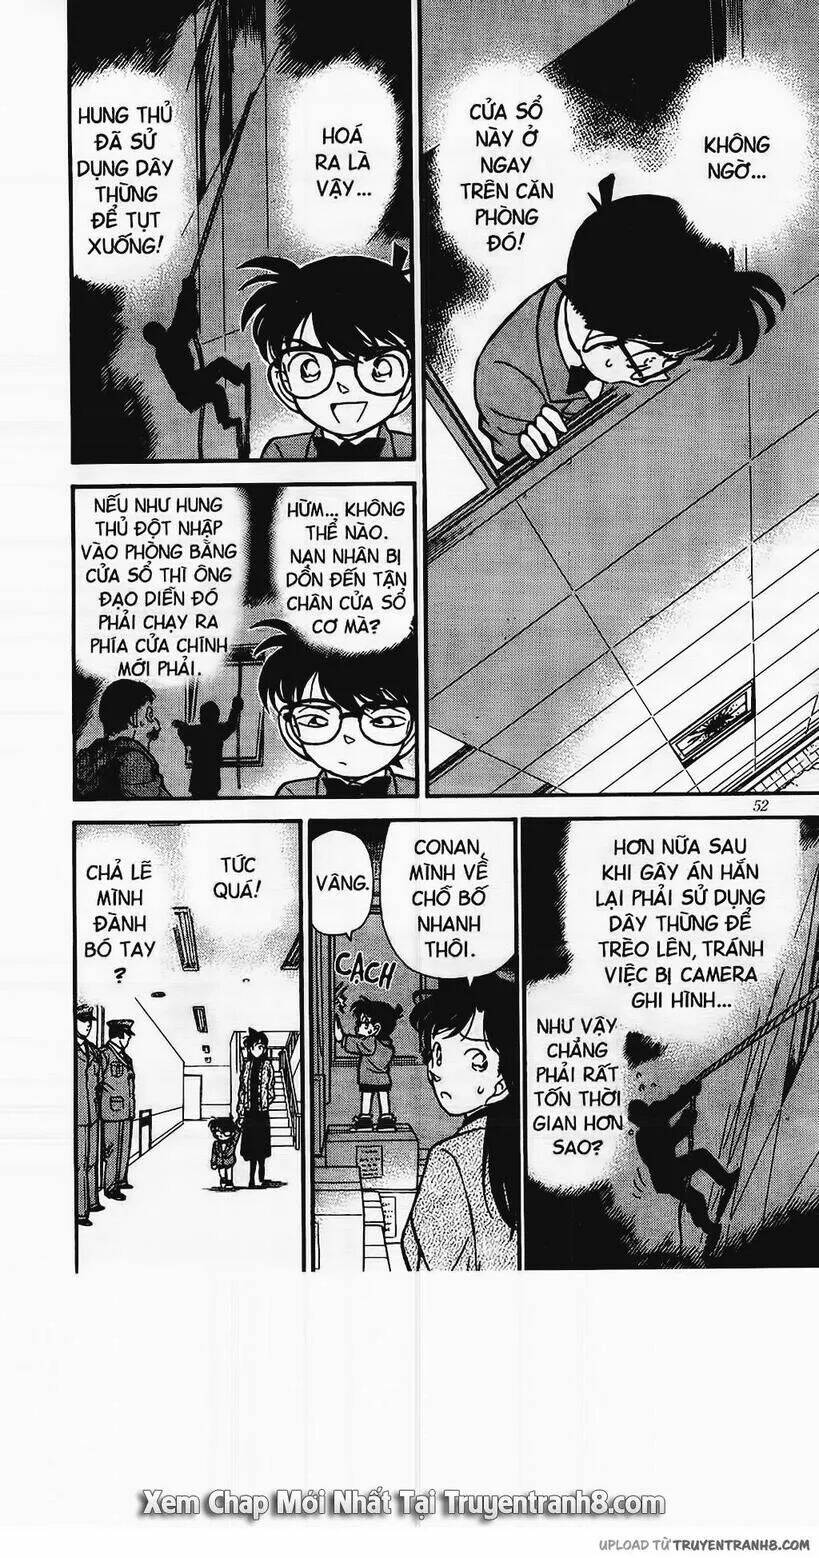 KHÔNG
NGỜ...
CỬA SỔ
NÀY Ở
NGAY
TRÊN CĂN
PHÒNG
ĐÓ!
HOÁ
RA LÀ
VẬY...
HUNG THỦ
ĐÃ SỬ
DỤNG DÂY
THỪNG
ĐỂ TỤT
XUỐNG!
HỪM... KHÔNG
THỂ NÀO.
NẠN NHÂN BỊ
DỒN ĐẾN TẬN
CHÂN CỬA SỔ
CƠ MÀ?
NẾU NHƯ HUNG
THỦ ĐỘT NHẬP
VÀO PHÒNG BẰNG
CỬA SỔ THÌ ÔNG
ĐẠO DIỄN ĐÓ
PHẢI CHẠY RA
PHÍA CỬA CHÍNH
MỚI PHẢI.
52
HƠN NỮA SAU
KHI GÂY ÁN HẮN
LẠI PHẢI SỬ DỤNG
DÂY THỪNG ĐỂ
TRÈO LÊN, TRÁNH
VIỆC BỊ CAMERA
GHI HÌNH...
NHƯ VẬY
CHẲNG
PHẢI RẤT
TỐN THỜI
GIAN HƠN
SAO?
CONAN,
MÌNH VỀ
CHỖ BỐ
NHANH
THÔI.
VÂNG.
CẠCH
TỨC
QUÁ!
CHẢ LẼ
MÌNH
ĐÀNH
BÓ TAY
?
Xem Chap Mới Nhất Tại Truyentranh8.com
UPLOAD TỪ TRUYENTRANH8.COM